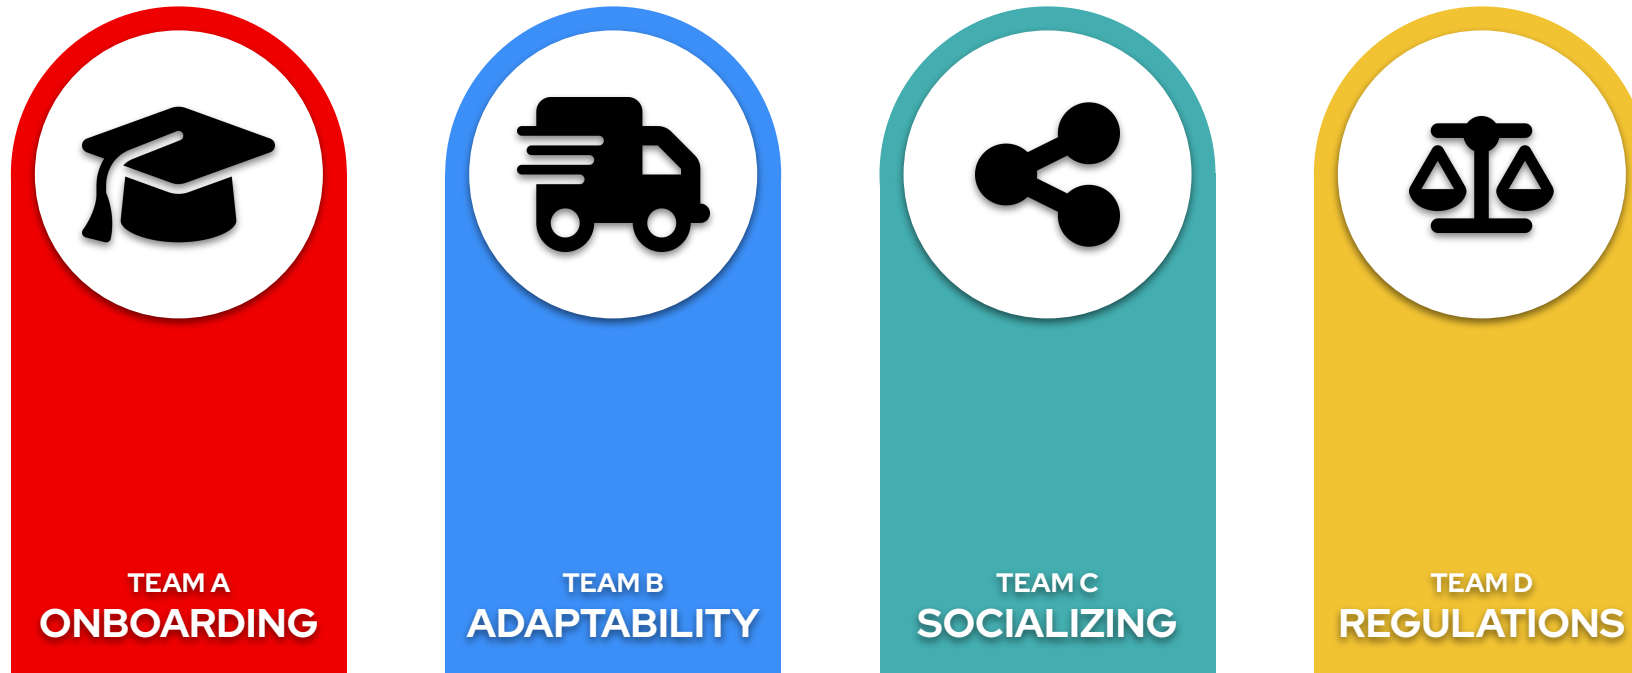 TEAM A
ONBOARDING
TEAM B
ADAPTABILITY
TEAM C
SOCIALIZING
TEAM D
REGULATIONS